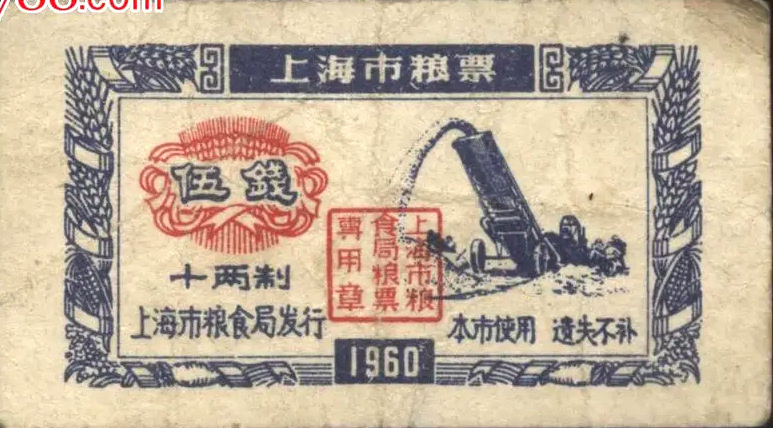 上海市粮票
伍錢
十两制
上海市粮食局发行
上海市粮
食局粮票
專用章
本市使用 遗失不补
1960